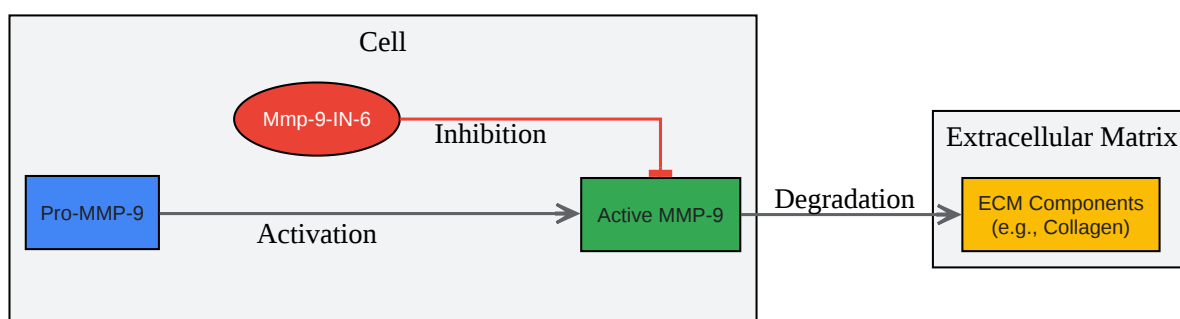 Cell
Mmp-9-IN-6
Inhibition
Extracellular Matrix
Pro-MMP-9
Activation
Active MMP-9
Degradation
ECM Components
(e.g., Collagen)